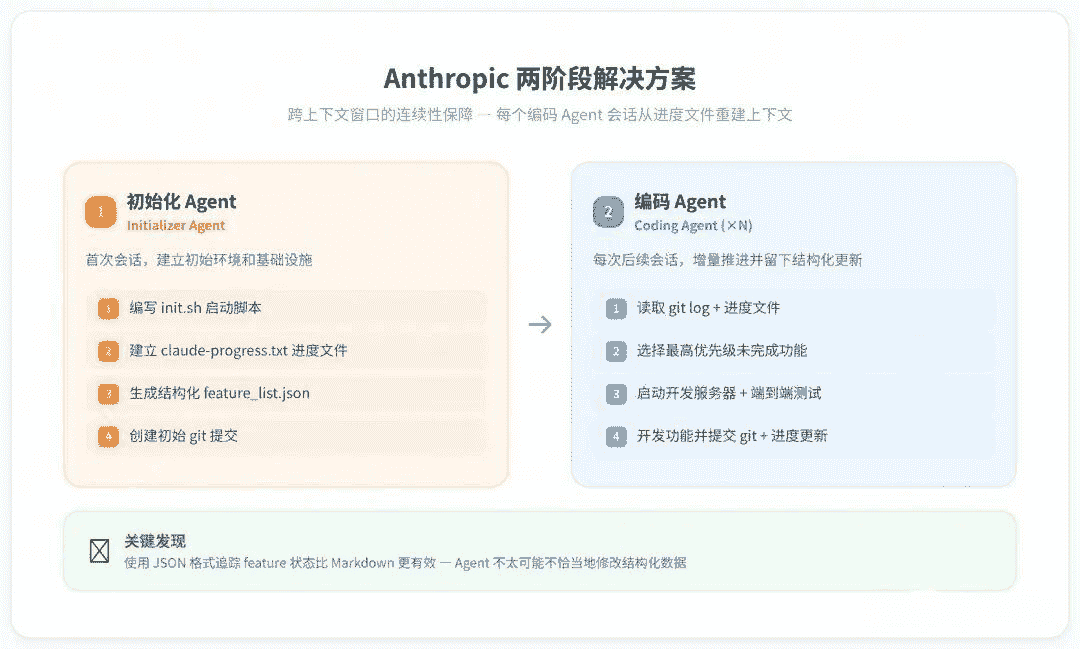 Anthropic 两阶段解决方案
跨上下文窗口的连续性保障 — 每个编码 Agent 会话从进度文件重建上下文
1
初始化 Agent
Initializer Agent
首次会话，建立初始环境和基础设施
1 编写 init.sh 启动脚本
2 建立 claude-progress.txt 进度文件
3 生成结构化 feature_list.json
4 创建初始 git 提交
→
2
编码 Agent
Coding Agent (×N)
每次后续会话，增量推进并留下结构化更新
1 读取 git log + 进度文件
2 选择最高优先级未完成功能
3 启动开发服务器 + 端到端测试
4 开发功能并提交 git + 进度更新
关键发现
使用 JSON 格式追踪 feature 状态比 Markdown 更有效 — Agent 不太可能不恰当地修改结构化数据